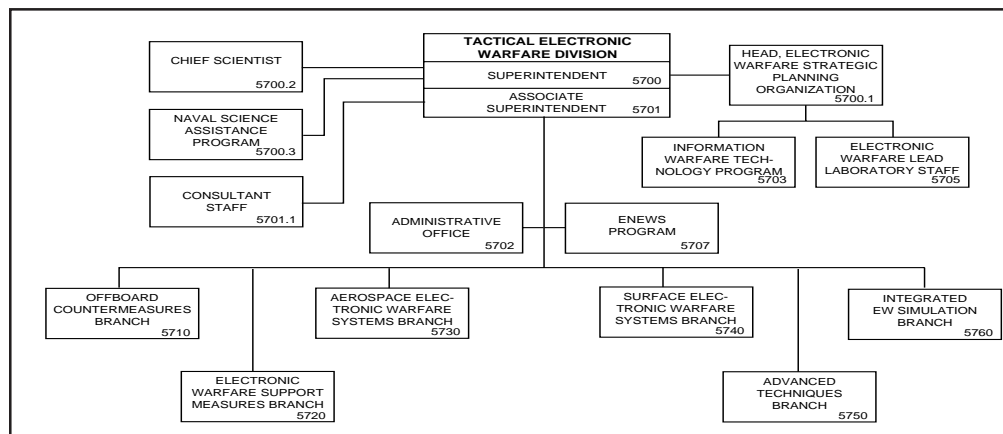 TACTICAL ELECTRONIC
WARFARE DIVISION
SUPERINTENDENT
5700
ASSOCIATE
SUPERINTENDENT
5701
CHIEF SCIENTIST
5700.2
NAVAL SCIENCE
ASSISTANCE
PROGRAM
5700.3
CONSULTANT
STAFF
5701.1
HEAD, ELECTRONIC
WARFARE STRATEGIC
PLANNING
ORGANIZATION
5700.1
INFORMATION
WARFARE TECH-
NOLOGY PROGRAM
5703
ELECTRONIC
WARFARE LEAD
LABORATORY STAFF
5705
ADMINISTRATIVE
OFFICE
5702
ENEWS
PROGRAM
5707
OFFBOARD
COUNTERMEASURES
BRANCH
5710
ELECTRONIC
WARFARE SUPPORT
MEASURES BRANCH
5720
AEROSPACE ELEC-
TRONIC WARFARE
SYSTEMS BRANCH
5730
SURFACE ELEC-
TRONIC WARFARE
SYSTEMS BRANCH
5740
ADVANCED
TECHNIQUES
BRANCH
5750
INTEGRATED
EW SIMULATION
BRANCH
5760